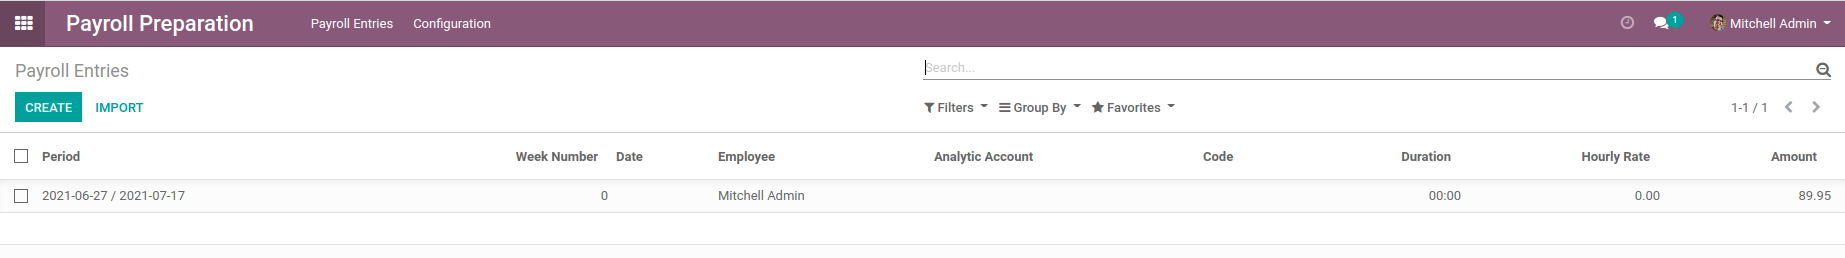 Payroll Preparation Payroll Entries Configuration 1 Mitchell Admin
Payroll Entries Search...
CREATE IMPORT Filters Group By Favorites 1-1 / 1
Period Week Number Date Employee Analytic Account Code Duration Hourly Rate Amount
2021-06-27 / 2021-07-17 0 Mitchell Admin 00:00 0.00 89.95